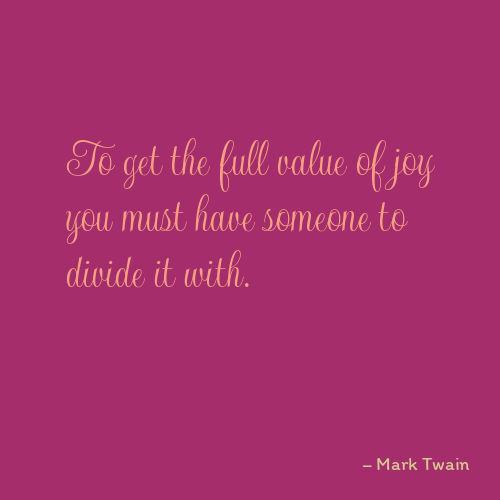 To get the full value of joy
you must have someone to
divide it with.
– Mark Twain